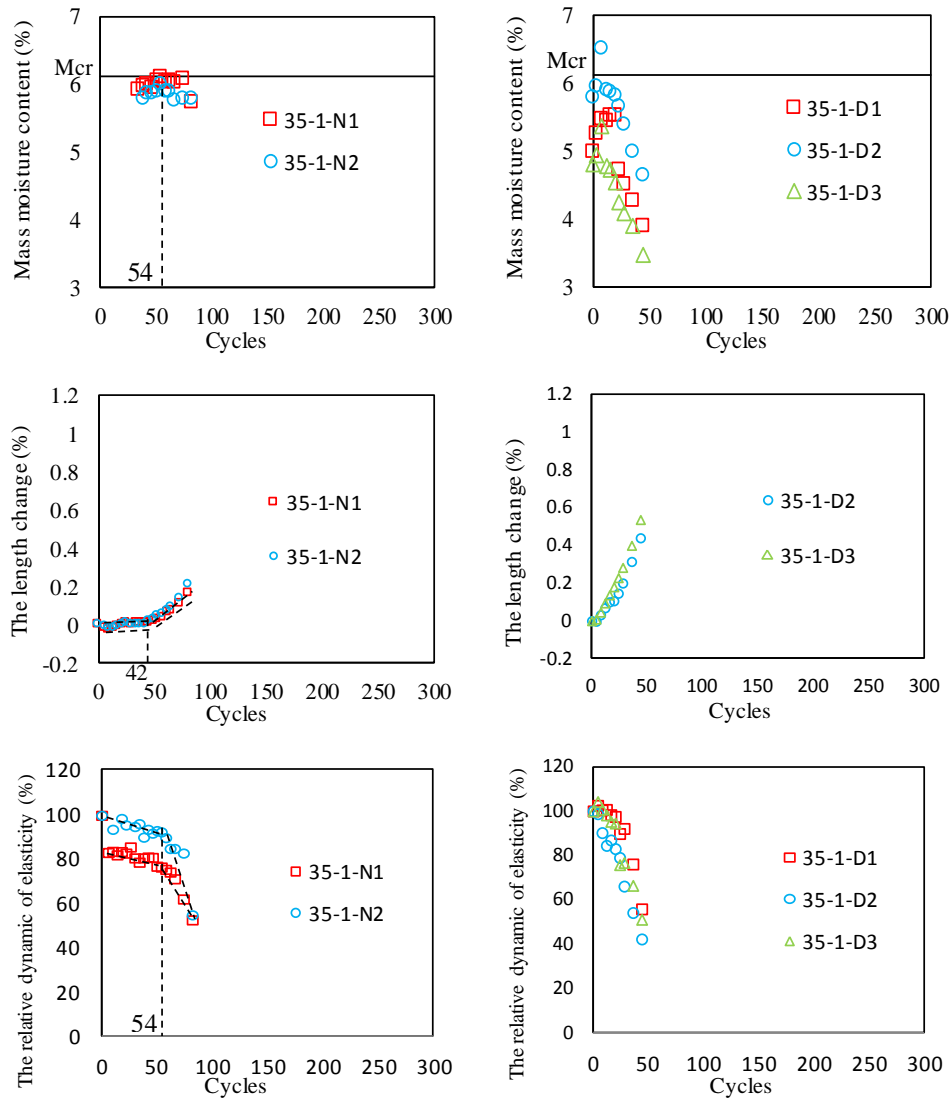 Mass moisture content (%)
7
Mcr
6
5
4
3
54
35-1-N1
35-1-N2
0 50 100 150 200 250 300
Cycles
Mass moisture content (%)
7
Mcr
6
5
4
3
35-1-D1
35-1-D2
35-1-D3
0 50 100 150 200 250 300
Cycles
The length change (%)
1.2
1
0.8
0.6
0.4
0.2
0
-0.2
42
35-1-N1
35-1-N2
0 50 100 150 200 250 300
Cycles
The length change (%)
1.2
1
0.8
0.6
0.4
0.2
0
-0.2
35-1-D2
35-1-D3
0 50 100 150 200 250 300
Cycles
The relative dynamic of elasticity (%)
120
100
80
60
40
20
0
54
35-1-N1
35-1-N2
0 50 100 150 200 250 300
Cycles
The relative dynamic of elasticity (%)
120
100
80
60
40
20
0
35-1-D1
35-1-D2
35-1-D3
0 50 100 150 200 250 300
Cycles